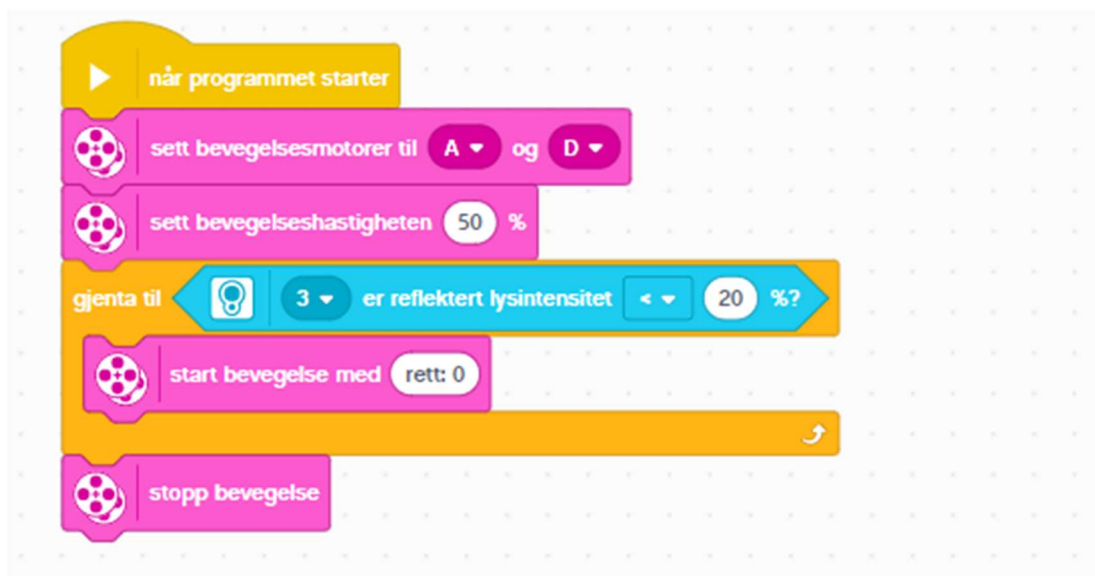 når programmet starter
sett bevegelsesmotorer til A og D
sett bevegelseshastigheten 50 %
gjenta til 3 er reflektert lysintensitet < 20 %?
start bevegelse med rett: 0
stopp bevegelse